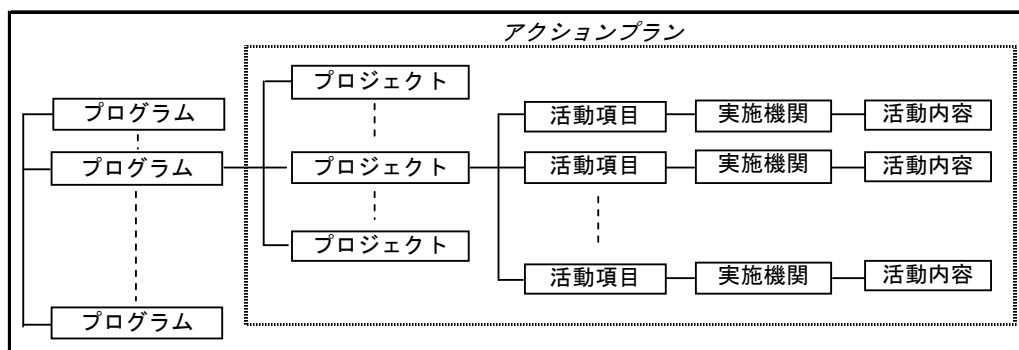 アクションプラン
プロジェクト
プログラム
活動項目
実施機関
活動内容
プログラム
プロジェクト
活動項目
実施機関
活動内容
プロジェクト
活動項目
実施機関
活動内容
プログラム